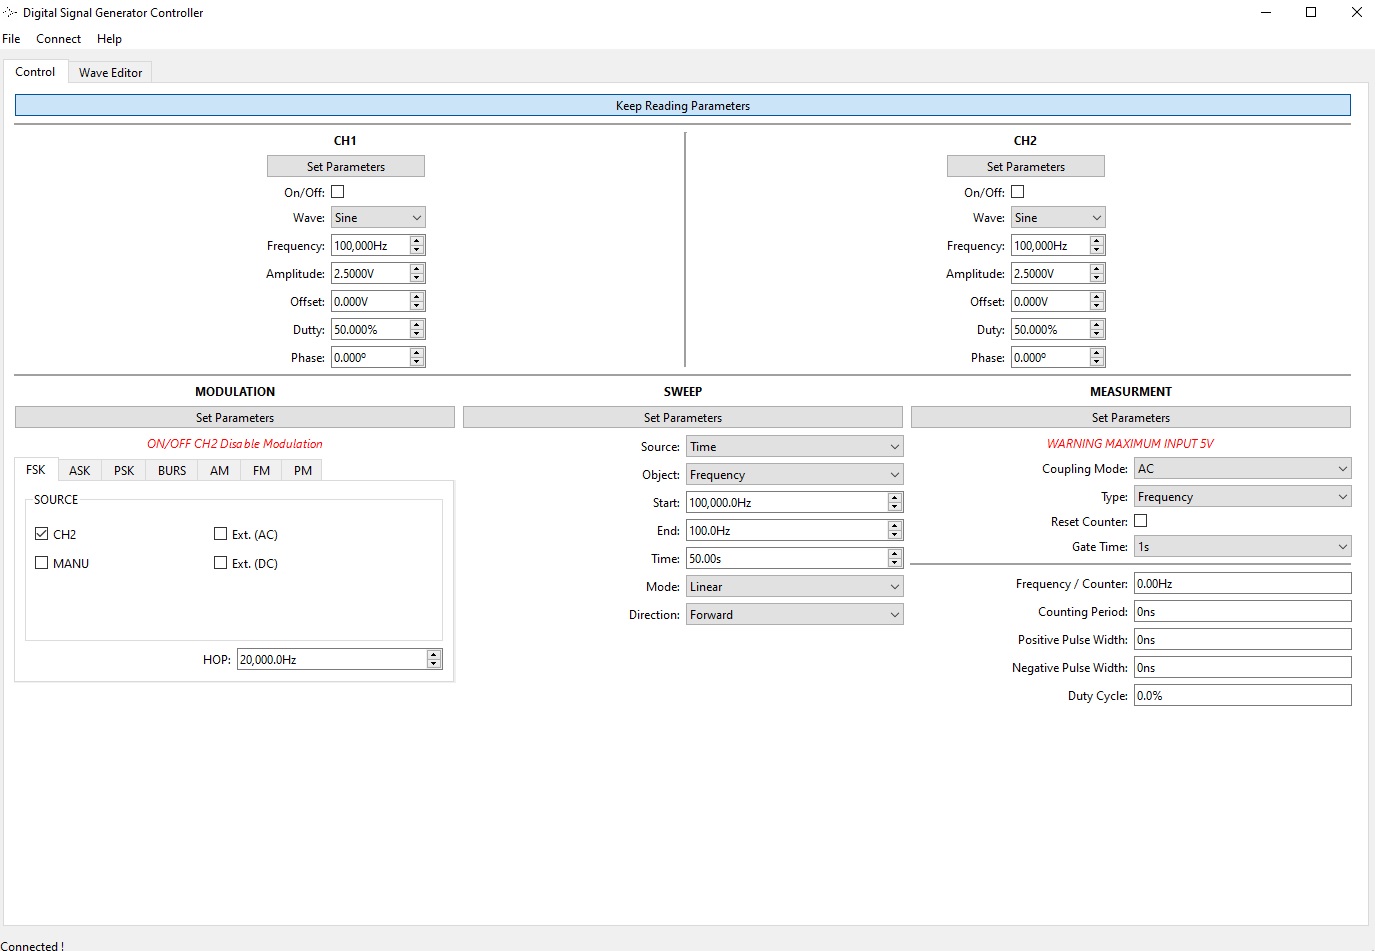 Digital Signal Generator Controller
File Connect Help
Control Wave Editor
Keep Reading Parameters
CH1
Set Parameters
On/Off:
Wave: Sine
Frequency: 100,000Hz
Amplitude: 2.5000V
Offset: 0.000V
Dutty: 50.000%
Phase: 0.000º
CH2
Set Parameters
On/Off:
Wave: Sine
Frequency: 100,000Hz
Amplitude: 2.5000V
Offset: 0.000V
Duty: 50.000%
Phase: 0.000º
MODULATION
Set Parameters
ON/OFF CH2 Disable Modulation
FSK ASK PSK BURS AM FM PM
SOURCE
CH2 Ext. (AC)
MANU Ext. (DC)
HOP: 20,000.0Hz
SWEEP
Set Parameters
Source: Time
Object: Frequency
Start: 100,000.0Hz
End: 100.0Hz
Time: 50.00s
Mode: Linear
Direction: Forward
MEASURMENT
Set Parameters
WARNING MAXIMUM INPUT 5V
Coupling Mode: AC
Type: Frequency
Reset Counter:
Gate Time: 1s
Frequency / Counter: 0.00Hz
Counting Period: 0ns
Positive Pulse Width: 0ns
Negative Pulse Width: 0ns
Duty Cycle: 0.0%
Connected !